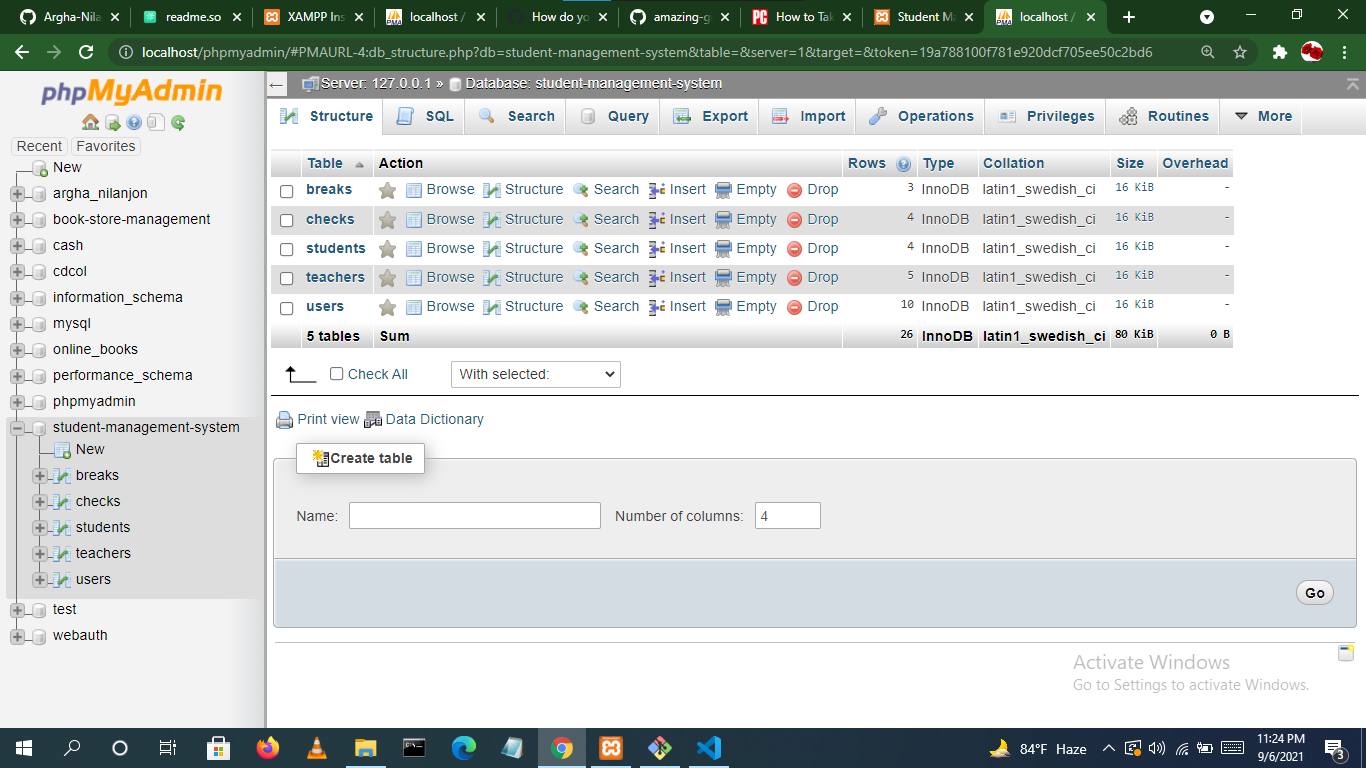 Argha-Nila
readme.so
XAMPP Ins
localhost /
How do yo
amazing-g
How to Tak
Student Ma
localhost /
localhost/phpmyadmin/#PMAURL-4:db_structure.php?db=student-management-system&table=&server=1&target=&token=19a788100f781e920dcf705ee50c2bd6
phpMyAdmin
Recent Favorites
New
argha_nilanjon
book-store-management
cash
cdcol
information_schema
mysql
online_books
performance_schema
phpmyadmin
student-management-system
New
breaks
checks
students
teachers
users
test
webauth
Server: 127.0.0.1 » Database: student-management-system
Structure SQL Search Query Export Import Operations Privileges Routines More
Table Action Rows Type Collation Size Overhead
breaks Browse Structure Search Insert Empty Drop 3 InnoDB latin1_swedish_ci 16 KiB -
checks Browse Structure Search Insert Empty Drop 4 InnoDB latin1_swedish_ci 16 KiB -
students Browse Structure Search Insert Empty Drop 4 InnoDB latin1_swedish_ci 16 KiB -
teachers Browse Structure Search Insert Empty Drop 5 InnoDB latin1_swedish_ci 16 KiB -
users Browse Structure Search Insert Empty Drop 10 InnoDB latin1_swedish_ci 16 KiB -
5 tables Sum 26 InnoDB latin1_swedish_ci 80 KiB 0 B
Check All With selected:
Print view Data Dictionary
Create table
Name: Number of columns: 4
Go
Activate Windows
Go to Settings to activate Windows.
84°F Haze
11:24 PM
9/6/2021
3